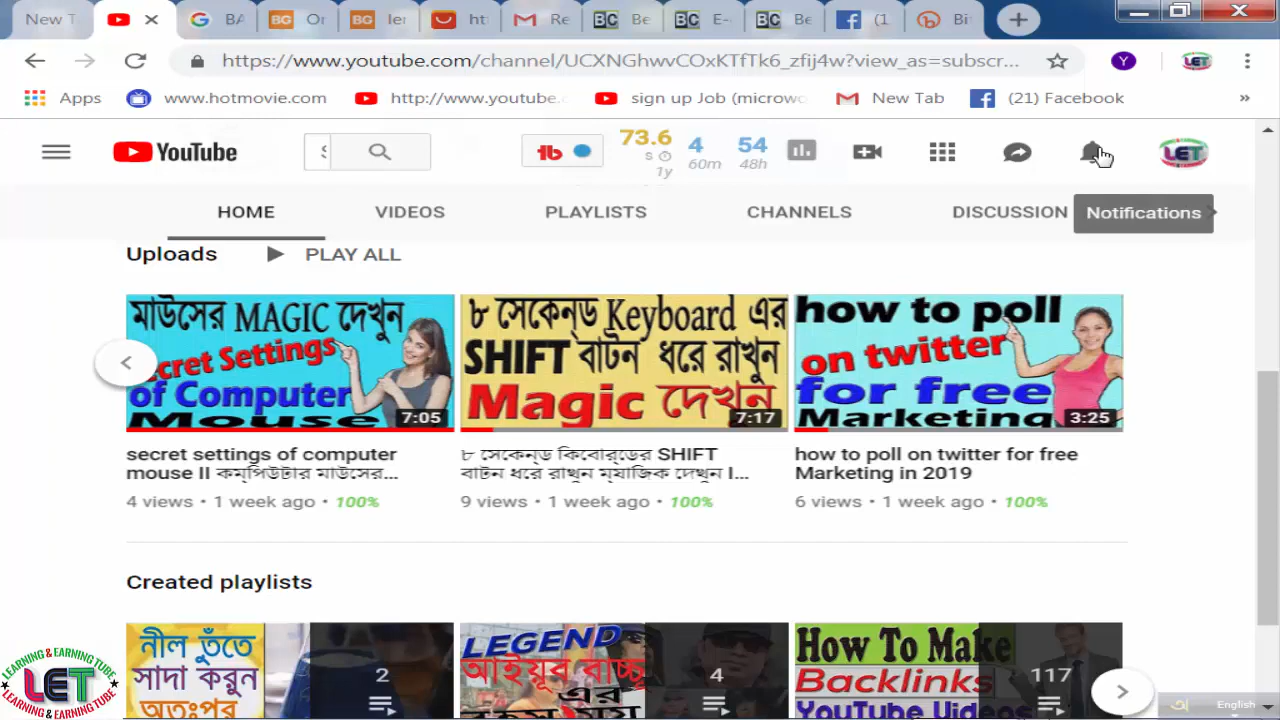 New T
BA
Or
ler
ht
Re
Be
E-
Be
(1
Bi
https://www.youtube.com/channel/UCXNGhwvCOxKTfTk6_zfij4w?view_as=subscr...
Y
Apps
www.hotmovie.com
http://www.youtube.
sign up Job (microwo
New Tab
(21) Facebook
»
YouTube
73.6
s
1y
4
60m
54
48h
LET
HOME
VIDEOS
PLAYLISTS
CHANNELS
DISCUSSION
Notifications
Uploads
PLAY ALL
মাউসের MAGIC দেখুন
ecret Settings
of Computer
Mouse
7:05
৮ সেকেন্ড Keyboard এর
SHIFT বাটন ধরে রাখুন
Magic দেখুন
7:17
how to poll
on twitter
for free
Marketing
3:25
secret settings of computer
mouse II কম্পিউটার মাউসের...
4 views • 1 week ago • 100%
৮ সেকেন্ড কিবোর্ডের SHIFT
বাটন ধরে রাখুন ম্যাজিক দেখুন I...
9 views • 1 week ago • 100%
how to poll on twitter for free
Marketing in 2019
6 views • 1 week ago • 100%
Created playlists
নীল তুঁতে
সাদা করুন
অতঃপর
2
LEGEND
আইয়ুব বাচ্চু
এর
4
How To Make
Backlinks
YouTube Videos
117
LEARNING & EARNING TUBE
LET
LEARNING & EARNING TUBE
English